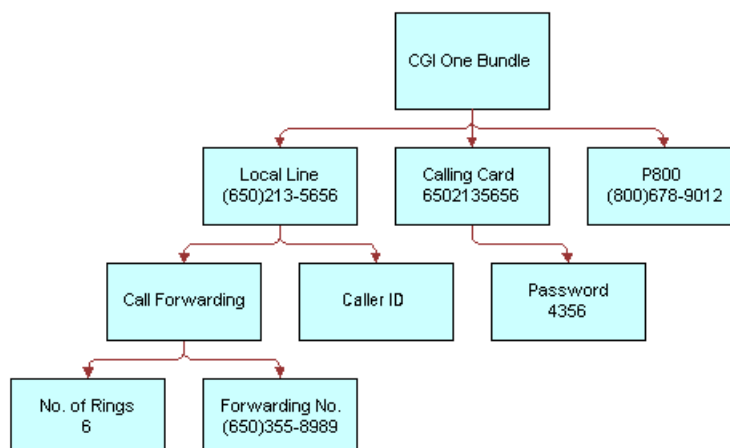 CGI One Bundle
Local Line
(650)213-5656
Calling Card
6502135656
P800
(800)678-9012
Call Forwarding
Caller ID
Password
4356
No. of Rings
6
Forwarding No.
(650)355-8989